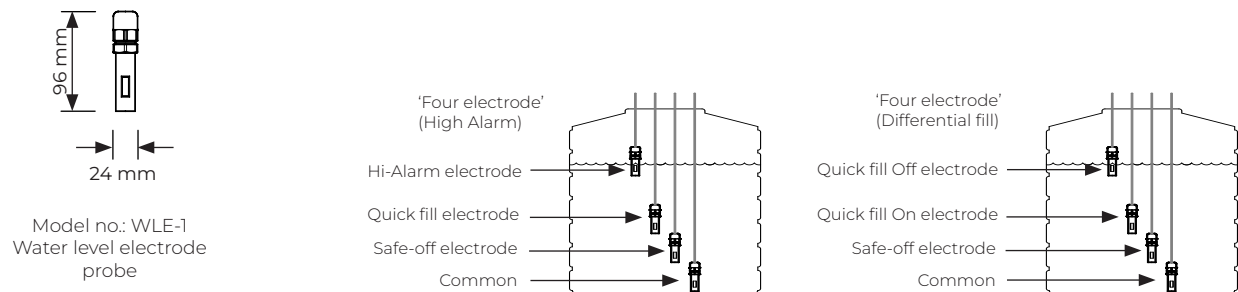 96 mm
24 mm
Model no.: WLE-1
Water level electrode
probe
‘Four electrode’
(High Alarm)
Hi-Alarm electrode
Quick fill electrode
Safe-off electrode
Common
‘Four electrode’
(Differential fill)
Quick fill Off electrode
Quick fill On electrode
Safe-off electrode
Common